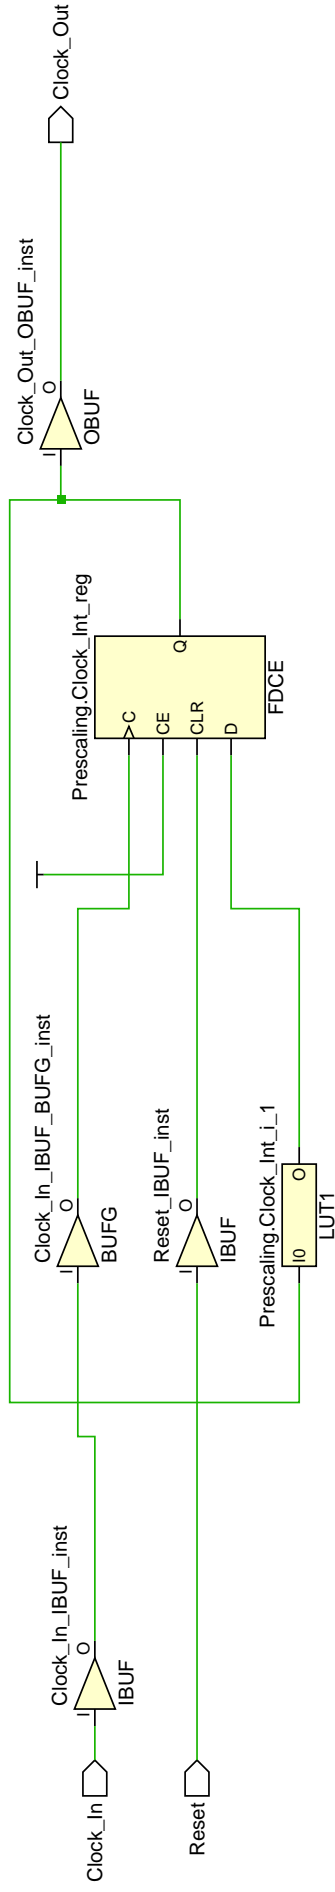 Clock_In
Reset
Clock_In_IBUF_inst
I
O
IBUF
Clock_In_IBUF_BUFG_inst
I
O
BUFG
Reset_IBUF_inst
I
O
IBUF
Prescaling.Clock_Int_i_1
I0
O
LUT1
Prescaling.Clock_Int_reg
C
CE
CLR
D
Q
FDCE
Clock_Out_OBUF_inst
I
O
OBUF
Clock_Out